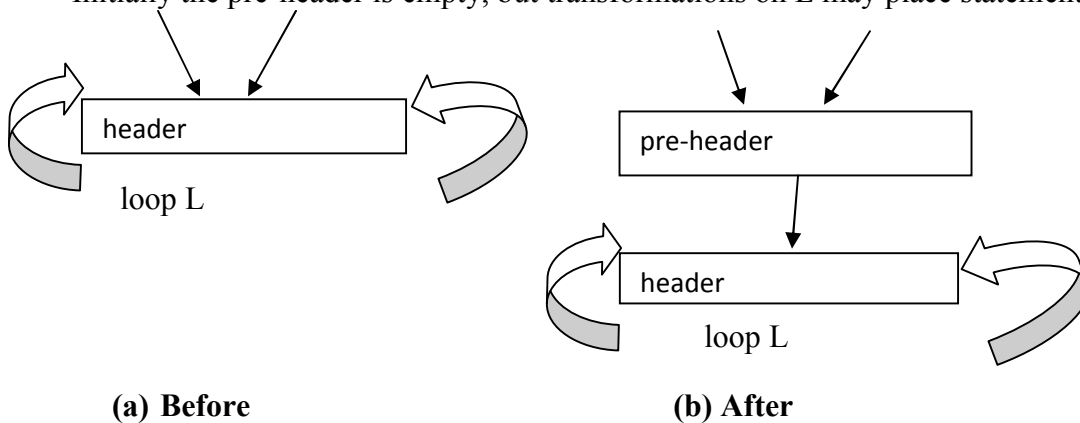 Initially the pre-header is empty, but transformations on L may place statement
header
pre-header
loop L
header
loop L
(a) Before
(b) After